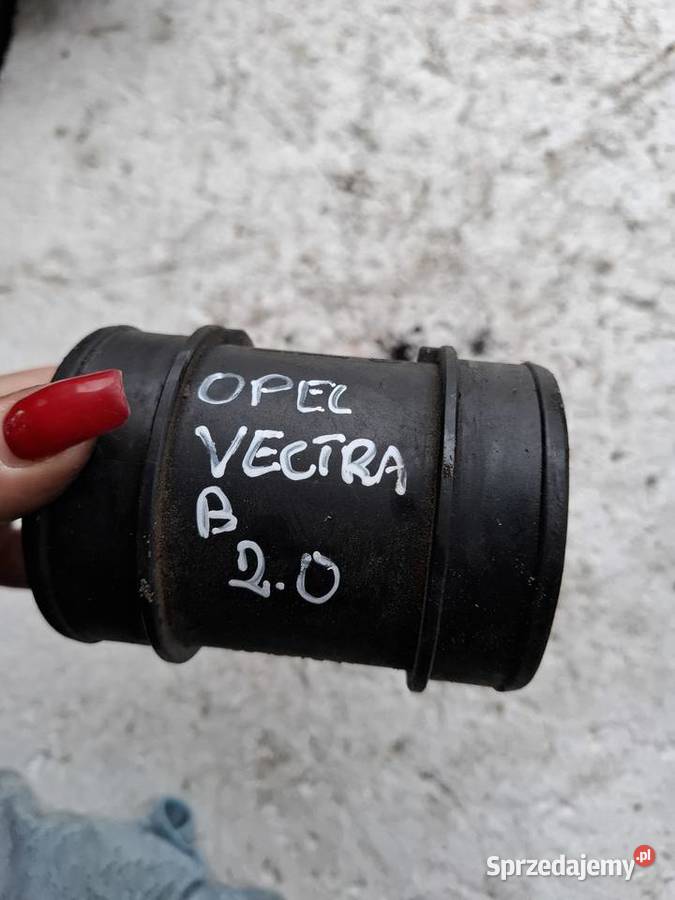 OPEL
VECTRA
B
2.0
Sprzedajemy.pl